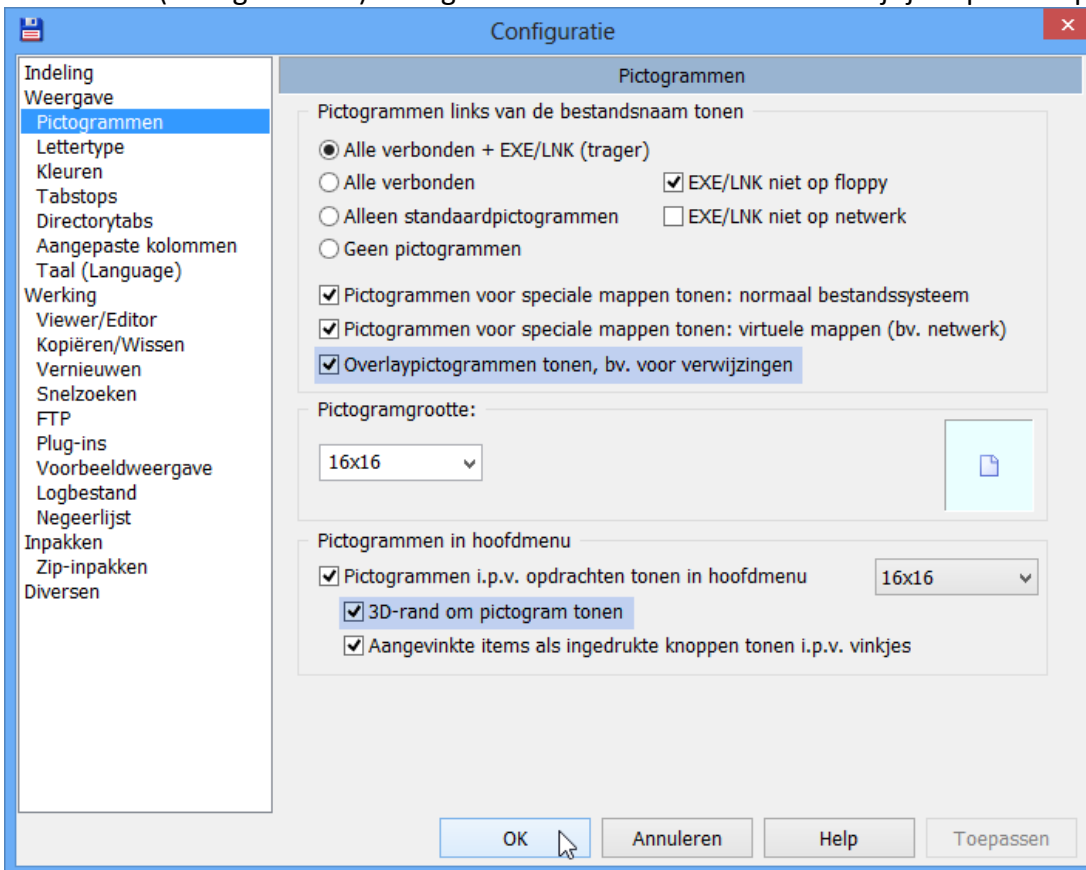 Configuratie
Indeling
Weergave
Pictogrammen
Lettertype
Kleuren
Tabstops
Directorytabs
Aangepaste kolommen
Taal (Language)
Werking
Viewer/Editor
Kopiëren/Wissen
Vernieuwen
Snelzoeken
FTP
Plug-ins
Voorbeeldweergave
Logbestand
Negeerlijst
Inpakken
Zip-inpakken
Diversen
Pictogrammen
Pictogrammen links van de bestandsnaam tonen
Alle verbonden + EXE/LNK (trager)
Alle verbonden
EXE/LNK niet op floppy
Alleen standaardpictogrammen
EXE/LNK niet op netwerk
Geen pictogrammen
Pictogrammen voor speciale mappen tonen: normaal bestandssysteem
Pictogrammen voor speciale mappen tonen: virtuele mappen (bv. netwerk)
Overlaypictogrammen tonen, bv. voor verwijzingen
Pictogramgrootte:
16x16
Pictogrammen in hoofdmenu
Pictogrammen i.p.v. opdrachten tonen in hoofdmenu
16x16
3D-rand om pictogram tonen
Aangevinkte items als ingedrukte knoppen tonen i.p.v. vinkjes
OK
Annuleren
Help
Toepassen